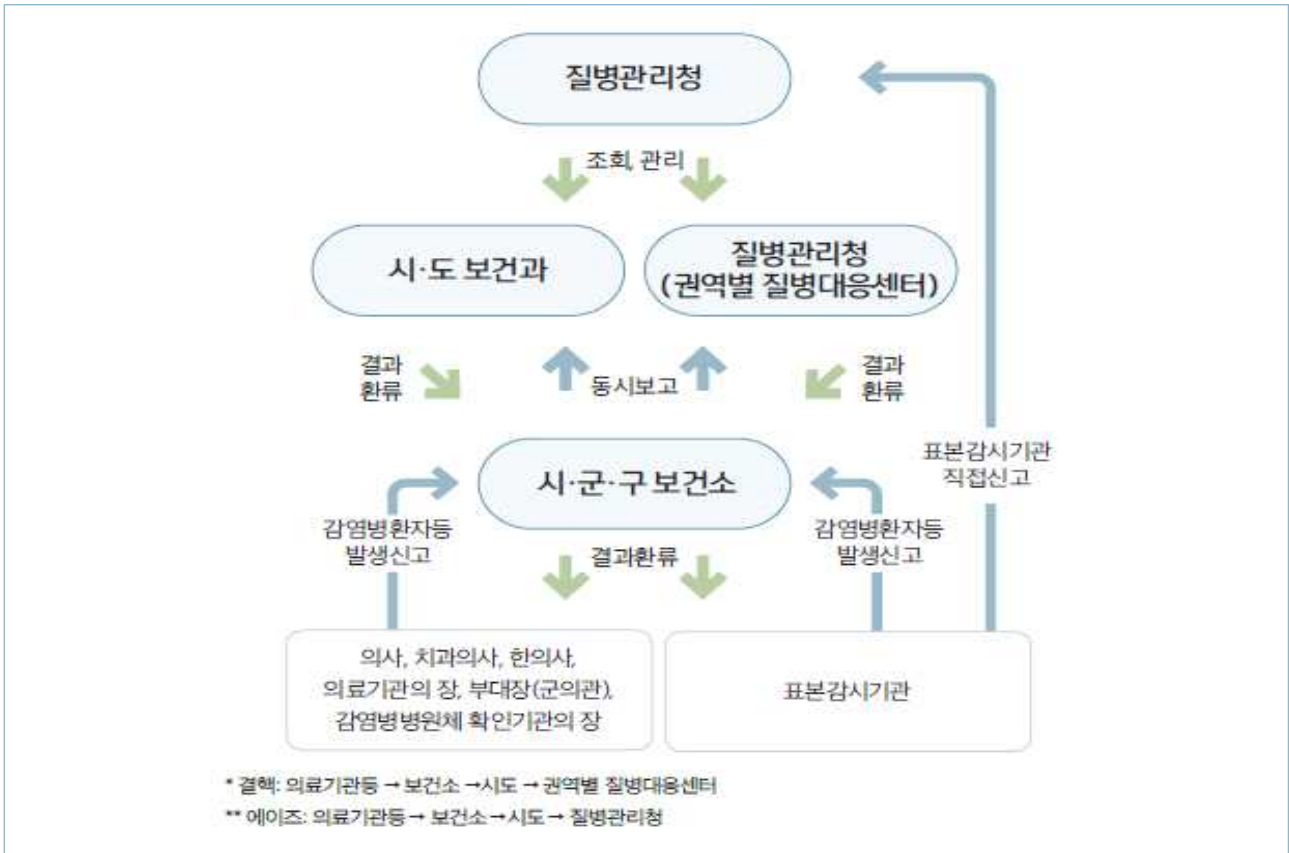 질병관리청
조회, 관리
시·도 보건과
질병관리청
(권역별 질병대응센터)
결과
환류
동시보고
결과
환류
표본감시기관
직접신고
시·군·구 보건소
감염병환자등
발생신고
감염병환자등
발생신고
결과환류
의사, 치과의사, 한의사,
의료기관의 장, 부대장(군의관),
감염병병원체 확인기관의 장
표본감시기관
* 결핵: 의료기관등 → 보건소 →시도 → 권역별 질병대응센터
** 에이즈: 의료기관등→ 보건소→시도→ 질병관리청